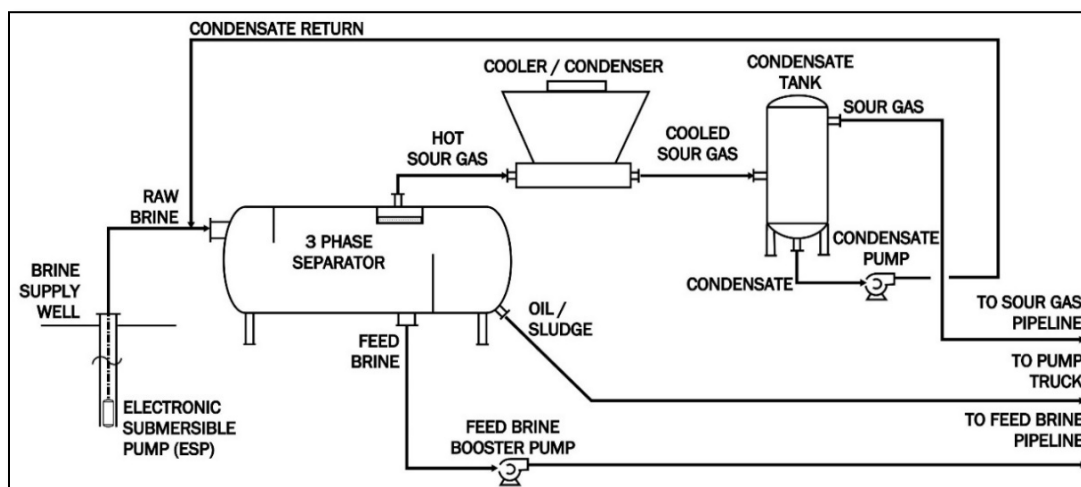 CONDENSATE RETURN
COOLER / CONDENSER
CONDENSATE
TANK
SOUR GAS
HOT
SOUR GAS
COOLED
SOUR GAS
RAW
BRINE
3 PHASE
SEPARATOR
CONDENSATE
PUMP
BRINE
SUPPLY
WELL
CONDENSATE
OIL /
SLUDGE
TO SOUR GAS
PIPELINE
FEED
BRINE
TO PUMP
TRUCK
ELECTRONIC
SUBMERSIBLE
PUMP (ESP)
FEED BRINE
BOOSTER PUMP
TO FEED BRINE
PIPELINE